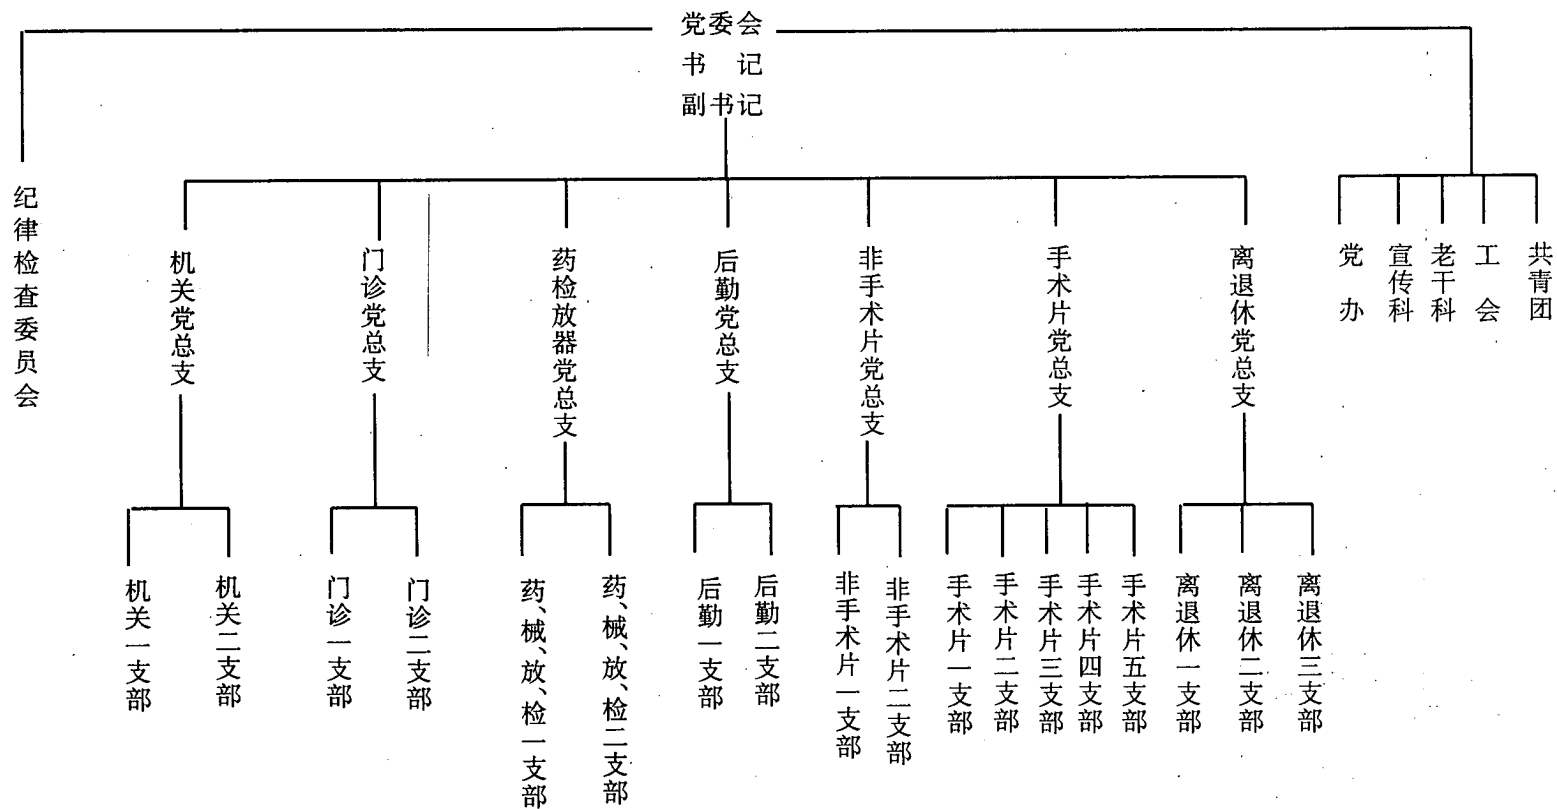 党委会
书 记
副书记
纪律检查委员会
机关党总支
门诊党总支
药检放器党总支
后勤党总支
非手术片党总支
手术片党总支
离退休党总支
党 办
宣传科
老干科
工 会
共青团
机关一支部
机关二支部
门诊一支部
门诊二支部
药、械、放、检一支部
药、械、放、检二支部
后勤一支部
后勤二支部
非手术片一支部
非手术片二支部
手术片一支部
手术片二支部
手术片三支部
手术片四支部
手术片五支部
离退休一支部
离退休二支部
离退休三支部